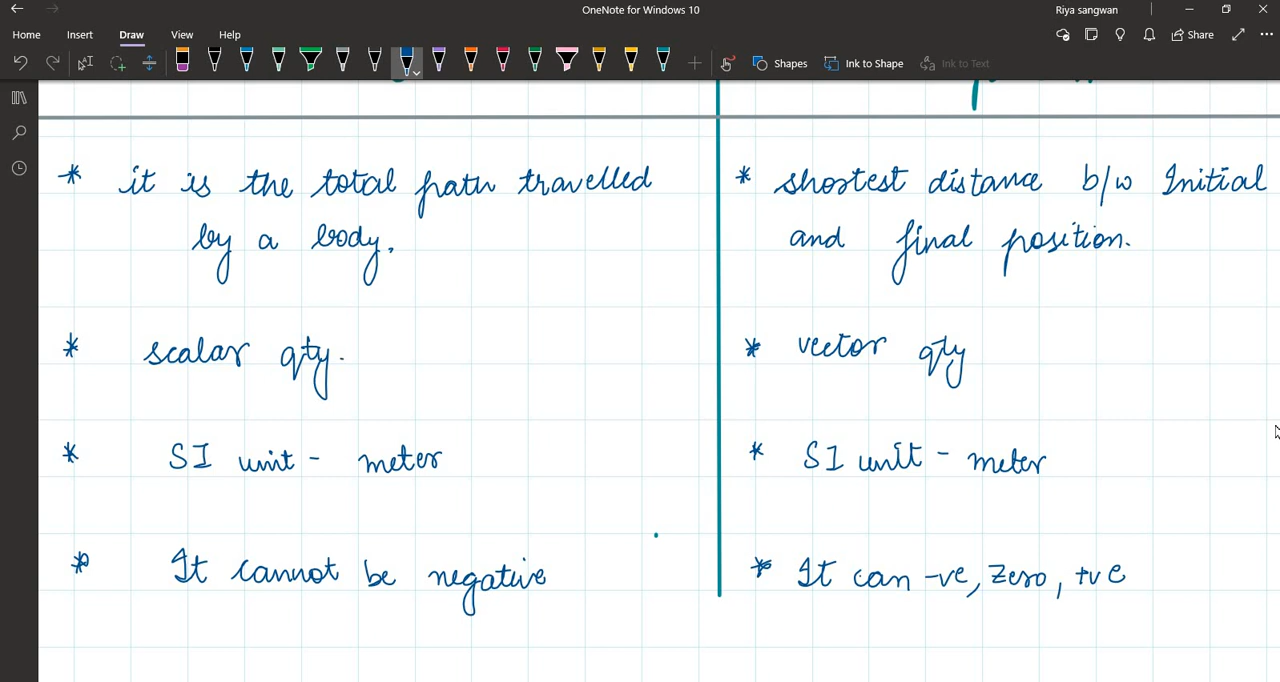 OneNote for Windows 10
Riya sangwan
Home Insert Draw View Help
Share
Shapes Ink to Shape Ink to Text
* it is the total path travelled
by a body.
* scalar qty.
* SI unit - meter
* It cannot be negative
* shortest distance b/w Initial
and final position.
* vector qty
* SI unit - meter
* It can -ve, zero, +ve